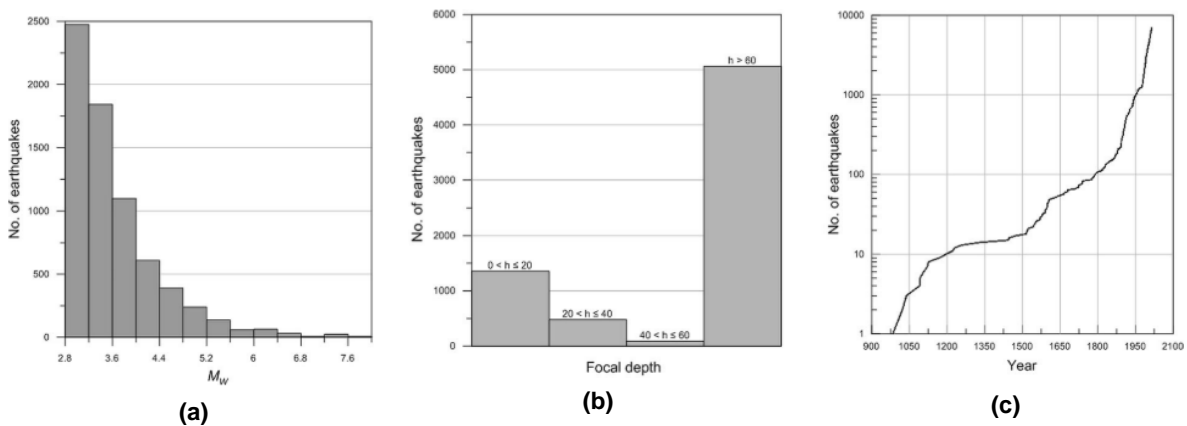 2500
2000
1500
1000
500
0
No. of earthquakes
2.8 3.6 4.4 5.2 6 6.8 7.6
Mw
(a)
6000
5000
4000
3000
2000
1000
0
No. of earthquakes
h > 60
0 < h ≤ 20
20 < h ≤ 40
40 < h ≤ 60
Focal depth
(b)
10000
1000
100
10
1
No. of earthquakes
900 1050 1200 1350 1500 1650 1800 1950 2100
Year
(c)